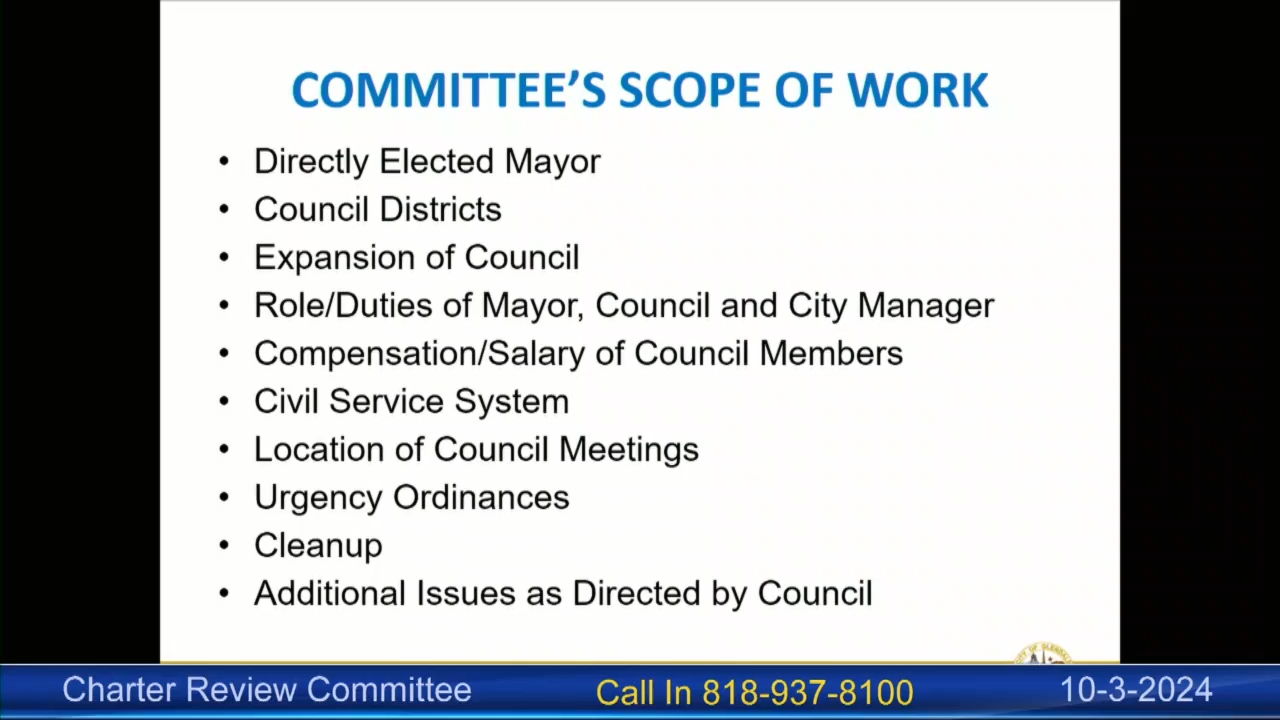 COMMITTEE'S SCOPE OF WORK
• Directly Elected Mayor
• Council Districts
• Expansion of Council
• Role/Duties of Mayor, Council and City Manager
• Compensation/Salary of Council Members
• Civil Service System
• Location of Council Meetings
• Urgency Ordinances
• Cleanup
• Additional Issues as Directed by Council
Charter Review Committee
Call In 818-937-8100
10-3-2024